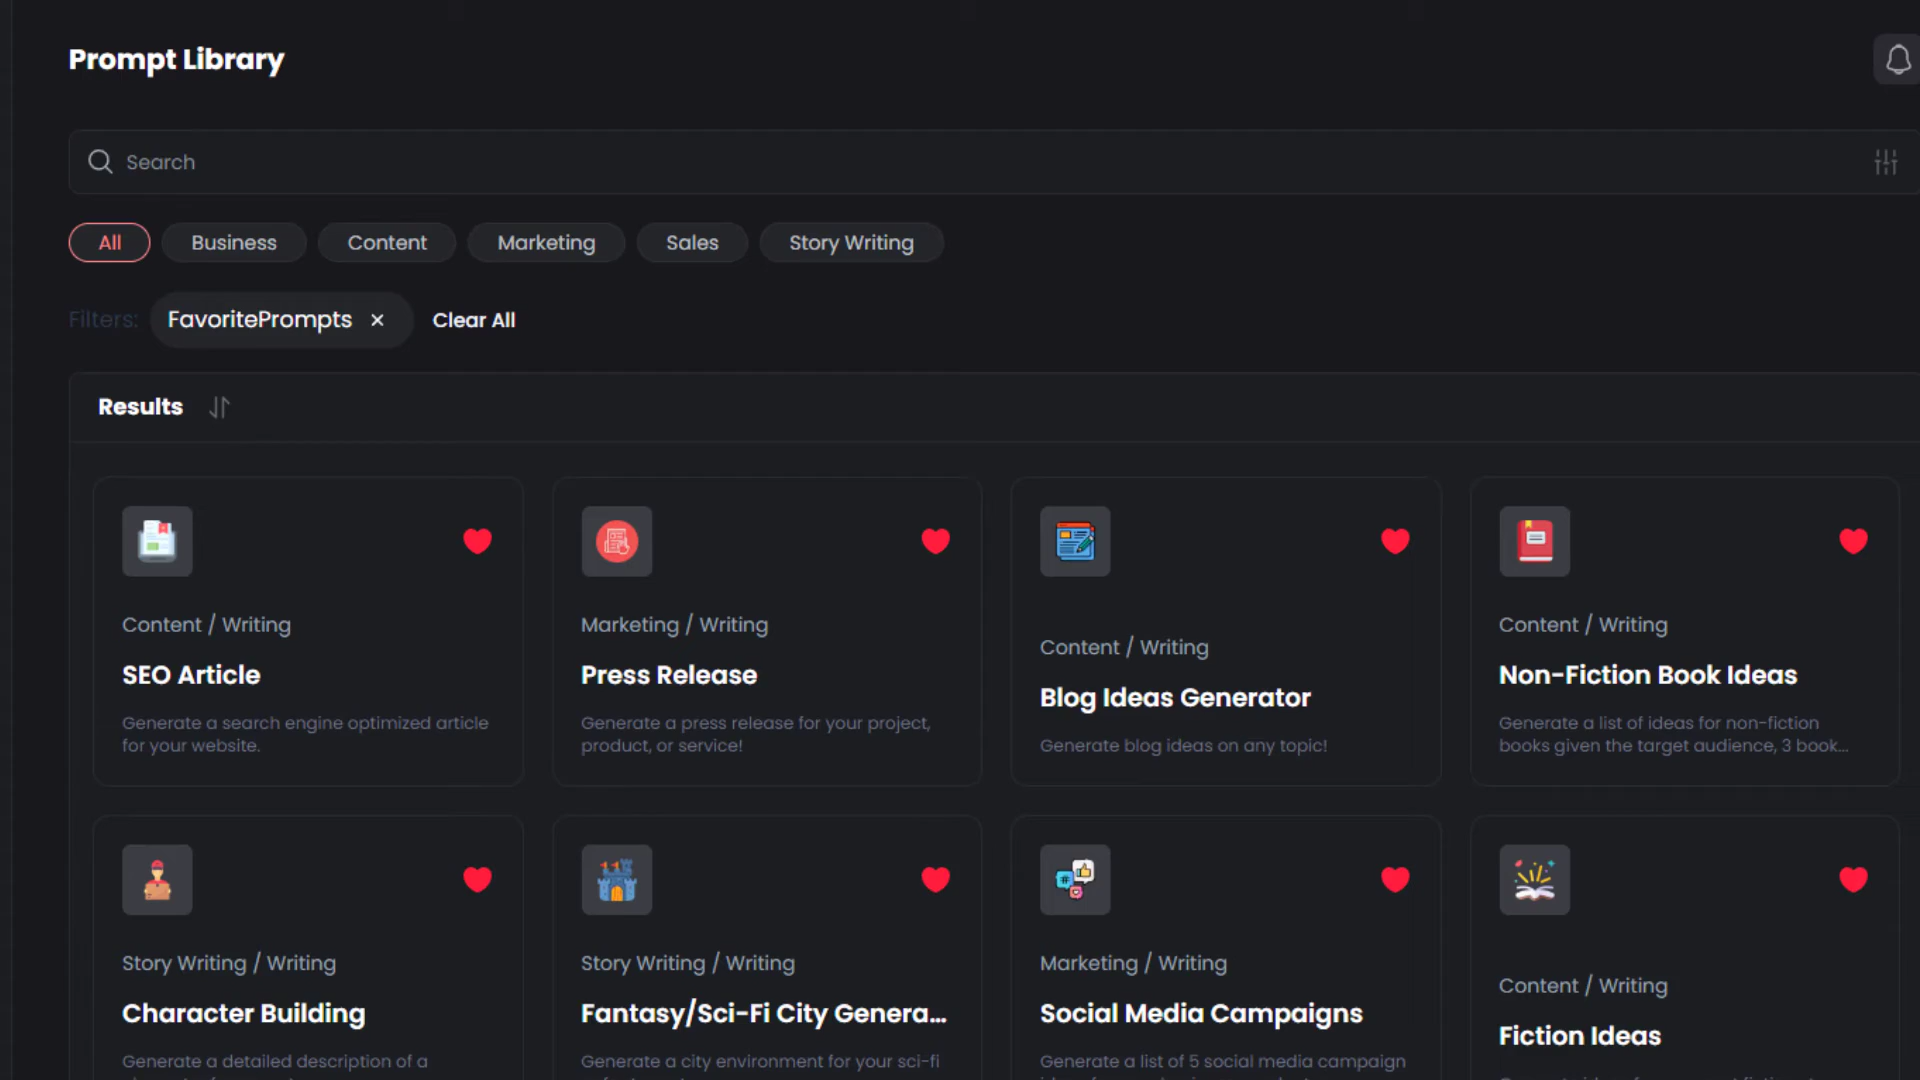 Prompt Library
Search
All
Business
Content
Marketing
Sales
Story Writing
Filters:
FavoritePrompts
Clear All
Results
Content / Writing
SEO Article
Generate a search engine optimized article
for your website.
Marketing / Writing
Press Release
Generate a press release for your project,
product, or service!
Content / Writing
Blog Ideas Generator
Generate blog ideas on any topic!
Content / Writing
Non-Fiction Book Ideas
Generate a list of ideas for non-fiction
books given the target audience, 3 book...
Story Writing / Writing
Character Building
Generate a detailed description of a
Story Writing / Writing
Fantasy/Sci-Fi City Genera...
Generate a city environment for your sci-fi
Marketing / Writing
Social Media Campaigns
Generate a list of 5 social media campaign
Content / Writing
Fiction Ideas